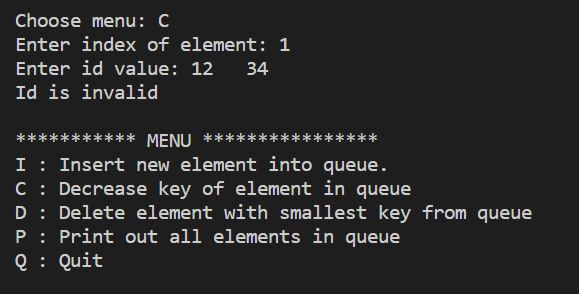 Choose menu: C
Enter index of element: 1
Enter id value: 12   34
Id is invalid

*********** MENU ****************
I : Insert new element into queue.
C : Decrease key of element in queue
D : Delete element with smallest key from queue
P : Print out all elements in queue
Q : Quit